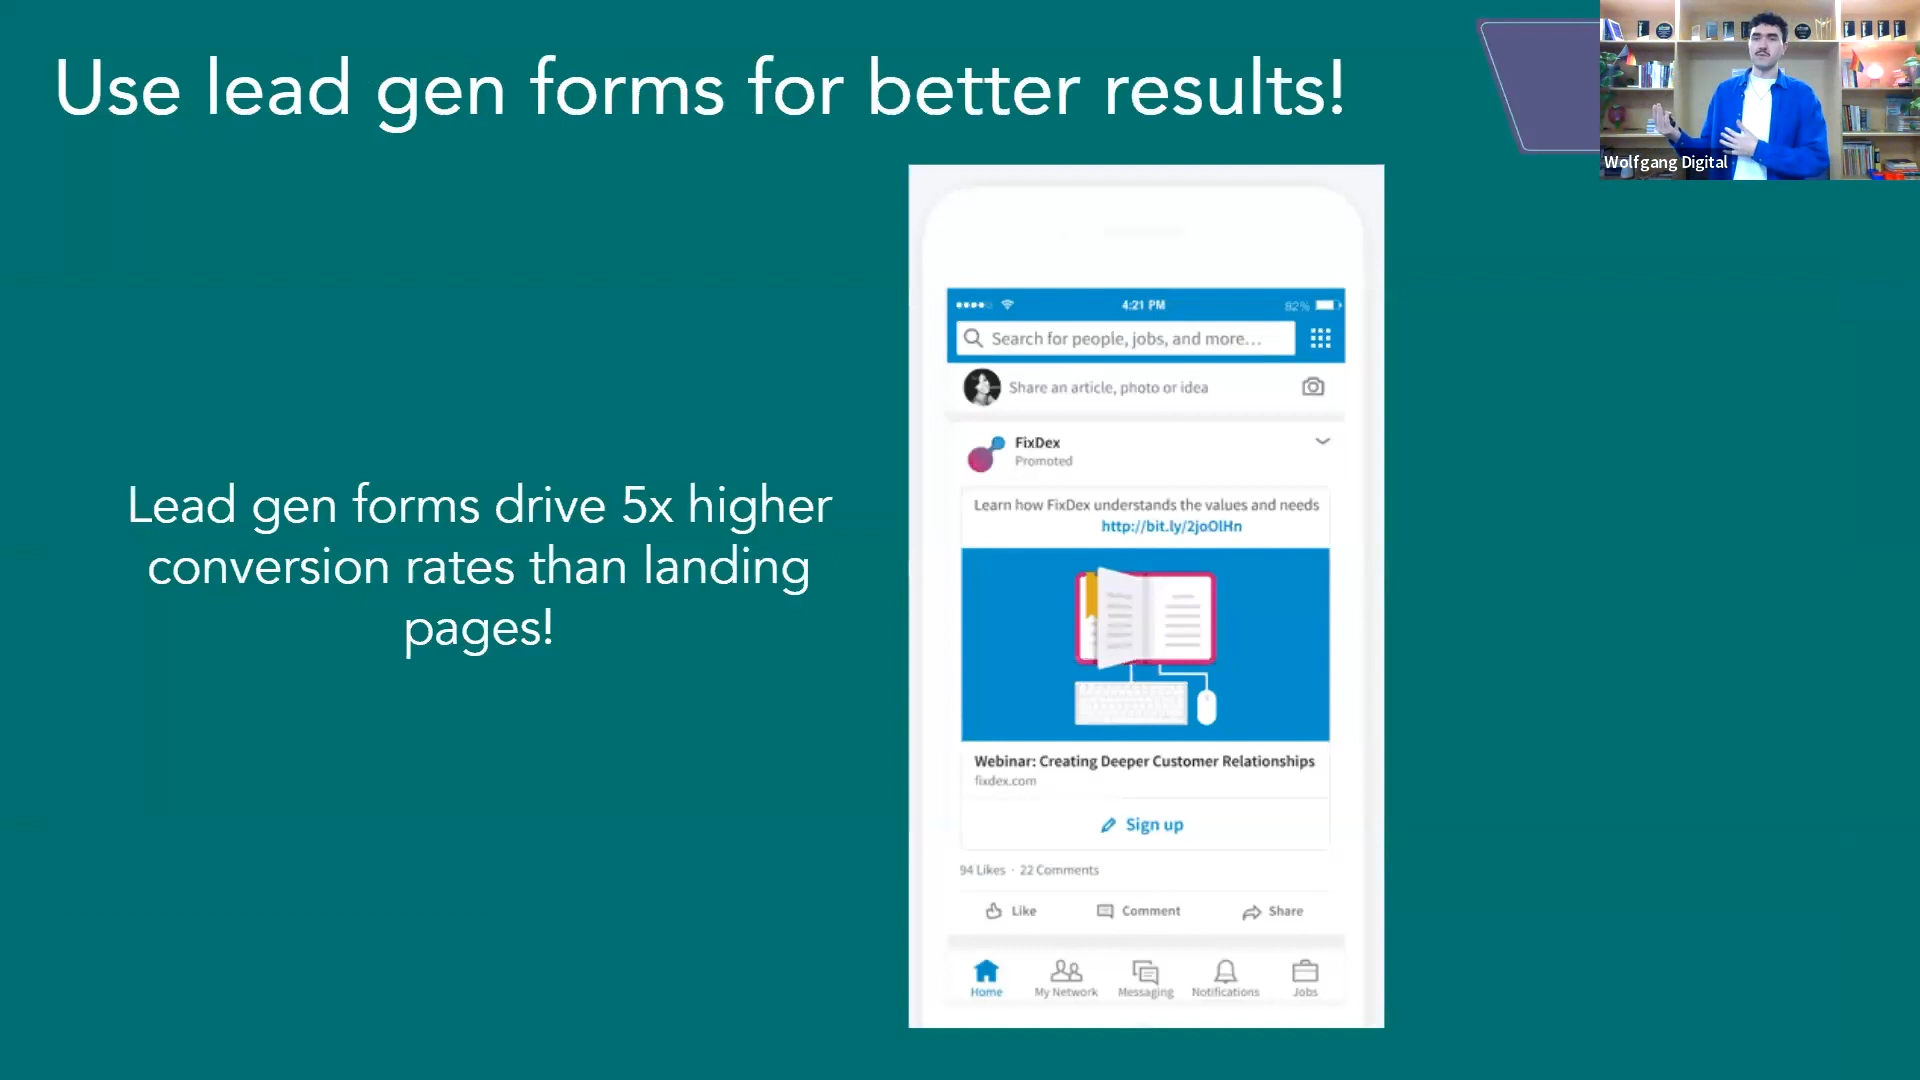 Use lead gen forms for better results!
Wolfgang Digital
Lead gen forms drive 5x higher
conversion rates than landing
pages!
4:21 PM
82%
Search for people, jobs, and more...
Share an article, photo or idea
FixDex
Promoted
Learn how FixDex understands the values and needs
http://bit.ly/2joOlHn
Webinar: Creating Deeper Customer Relationships
fixdex.com
Sign up
94 Likes · 22 Comments
Like Comment Share
Home My Network Messaging Notifications Jobs